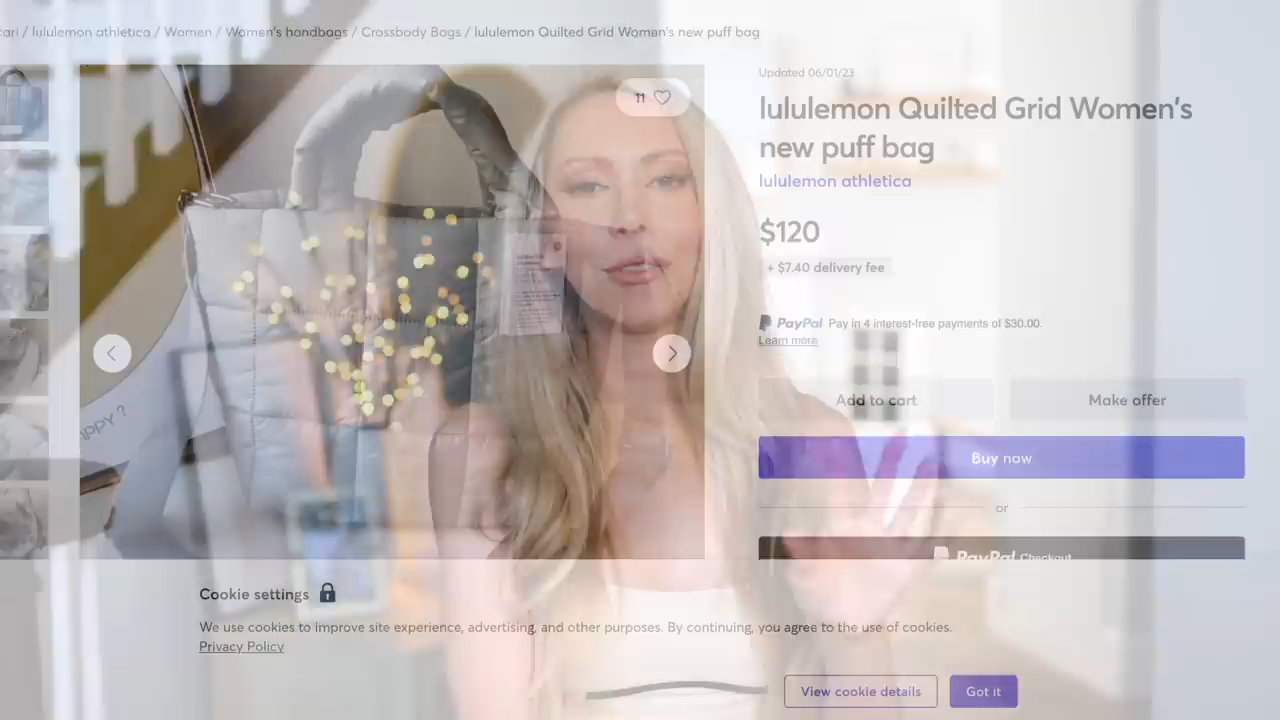 / lululemon athletica / Women / Women's handbags / Crossbody Bags / lululemon Quilted Grid Women's new puff bag
11
Updated 06/01/23
lululemon Quilted Grid Women's
new puff bag
lululemon athletica
$120
+ $7.40 delivery fee
PayPal Pay in 4 interest-free payments of $30.00.
Learn more
Add to cart
Make offer
Buy now
or
PayPal Checkout
Cookie settings
We use cookies to improve site experience, advertising, and other purposes. By continuing, you agree to the use of cookies.
Privacy Policy
View cookie details
Got it